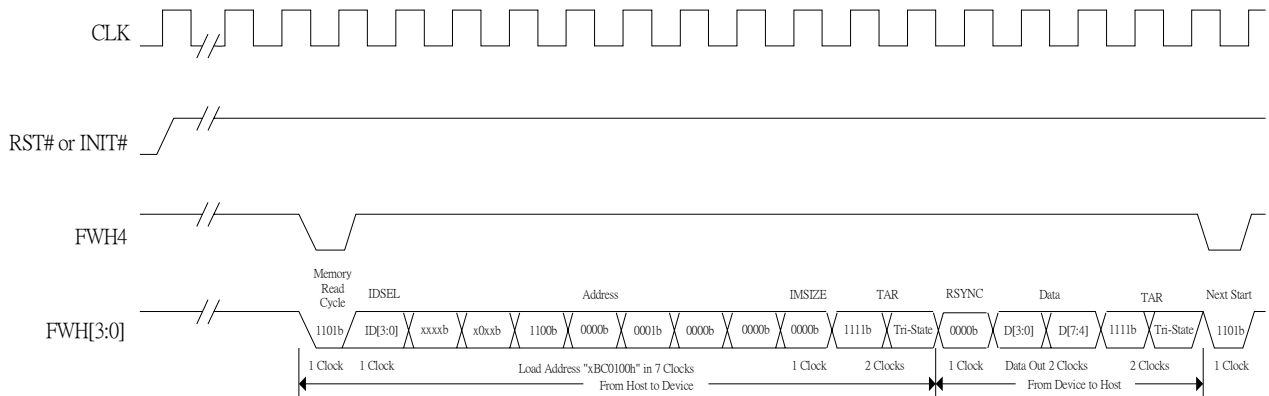 CLK
RST# or INIT#
FWH4
Memory
Read
Cycle
IDSEL
Address
IMSIZE
TAR
RSYNC
Data
TAR
Next Start
FWH[3:0]
1101b
ID[3:0]
xxxxb
x0xxb
1100b
0000b
0001b
0000b
0000b
0000b
1111b
Tri-State
0000b
D[3:0]
D[7:4]
1111b
Tri-State
1101b
1 Clock
1 Clock
Load Address "xBC0100h" in 7 Clocks
1 Clock
2 Clocks
1 Clock
Data Out 2 Clocks
2 Clocks
1 Clock
From Host to Device
From Device to Host